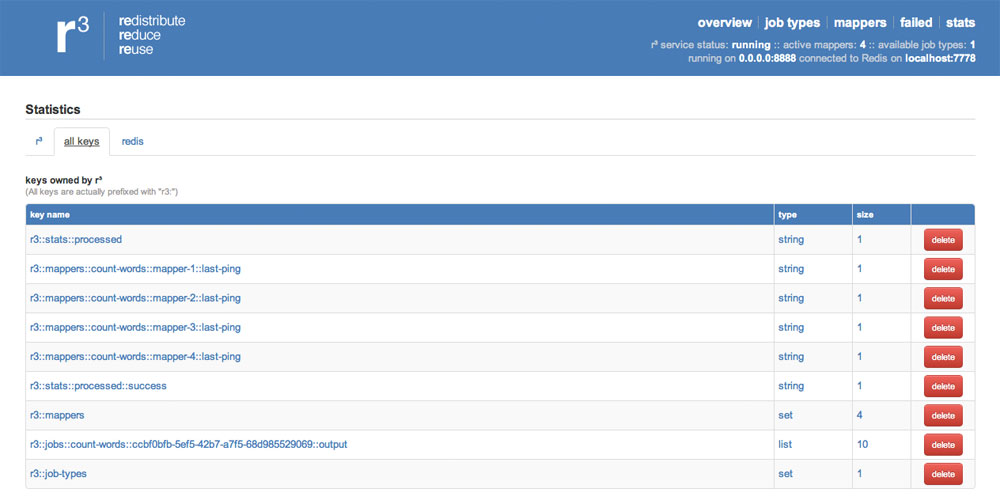 r³
redistribute
reduce
reuse
overview job types mappers failed stats
r³ service status: running :: active mappers: 4 :: available job types: 1
running on 0.0.0.0:8888 connected to Redis on localhost:7778
Statistics
r³ all keys redis
keys owned by r³
(All keys are actually prefixed with "r3:")
key name type size
r3::stats::processed string 1 delete
r3::mappers::count-words::mapper-1::last-ping string 1 delete
r3::mappers::count-words::mapper-2::last-ping string 1 delete
r3::mappers::count-words::mapper-3::last-ping string 1 delete
r3::mappers::count-words::mapper-4::last-ping string 1 delete
r3::stats::processed::success string 1 delete
r3::mappers set 4 delete
r3::jobs::count-words::ccbf0bfb-5ef5-42b7-a7f5-68d985529069::output list 10 delete
r3::job-types set 1 delete